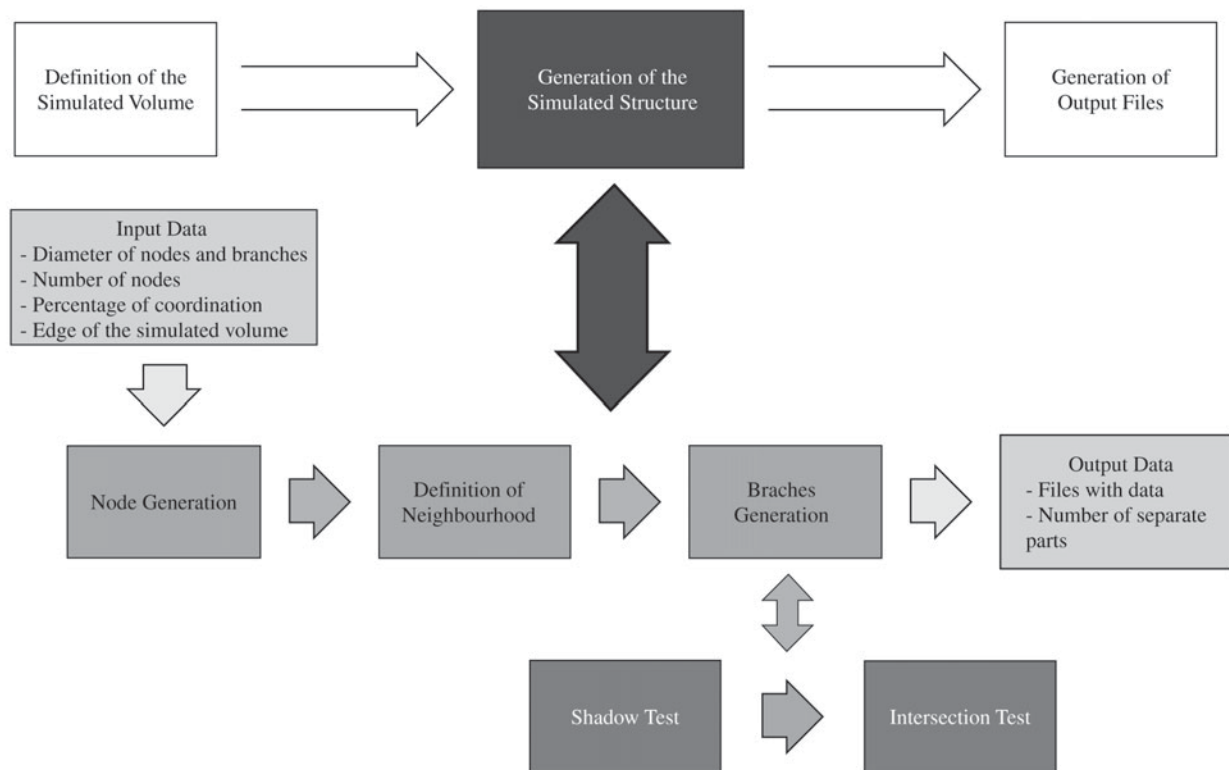 Definition of the
Simulated Volume
Generation of the
Simulated Structure
Generation of
Output Files
Input Data
- Diameter of nodes and branches
- Number of nodes
- Percentage of coordination
- Edge of the simulated volume
Node Generation
Definition of
Neighbourhood
Braches
Generation
Output Data
- Files with data
- Number of separate
parts
Shadow Test
Intersection Test